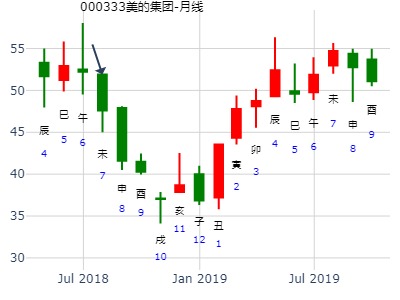 000333美的集团-月线
55
50
45
40
35
30
辰
4
巳
5
午
6
未
7
申
8
酉
9
戌
10
亥
11
子
12
丑
1
寅
2
卯
3
辰
4
巳
5
午
6
未
7
申
8
酉
9
Jul 2018
Jan 2019
Jul 2019